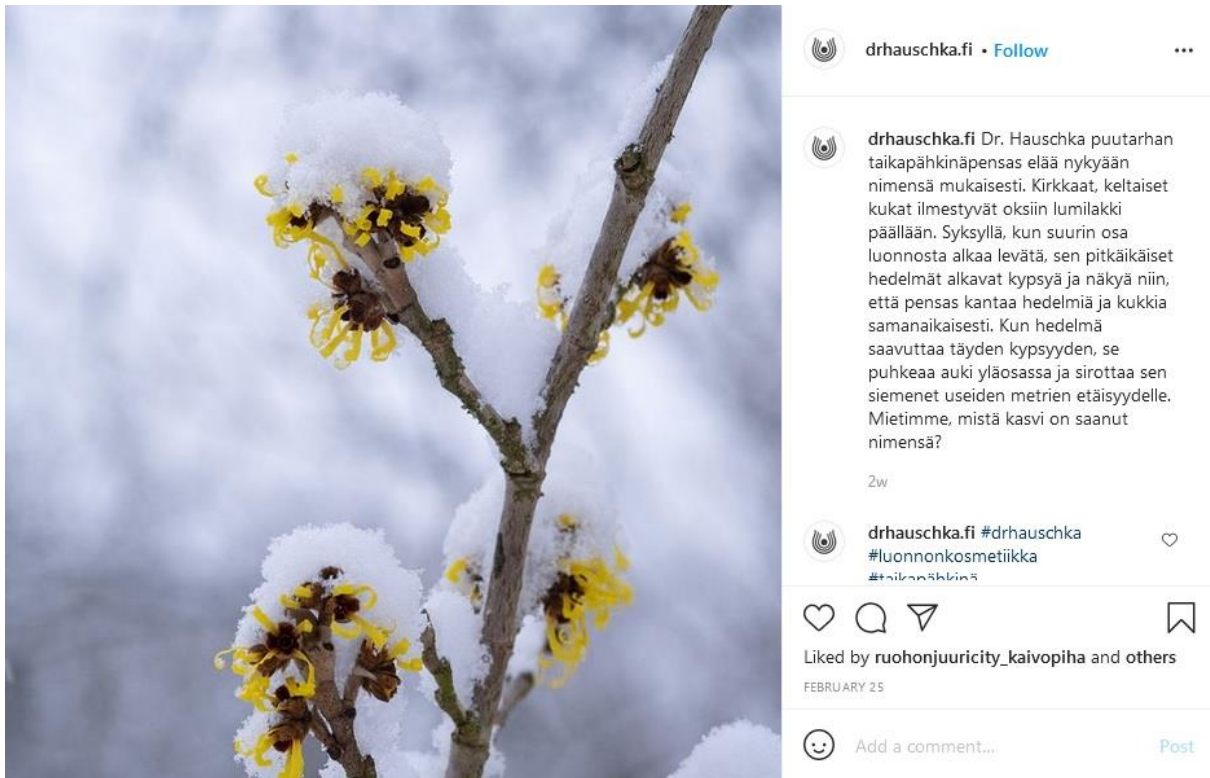 drhauschka.fi • Follow
drhauschka.fi Dr. Hauschka puutarhan
taikapähkinäpensas elää nykyään
nimensä mukaisesti. Kirkkaat, keltaiset
kukat ilmestyvät oksiin lumilakki
päällään. Syksyllä, kun suurin osa
luonnosta alkaa levätä, sen pitkäikäiset
hedelmät alkavat kypsyä ja näkyä niin,
että pensas kantaa hedelmiä ja kukkia
samanaikaisesti. Kun hedelmä
saavuttaa täyden kypsyyden, se
puhkeaa auki yläosassa ja sirottaa sen
siemenet useiden metrien etäisyydelle.
Mietimme, mistä kasvi on saanut
nimensä?
2w
drhauschka.fi #drhauschka
#luonnonkosmetiikka
#taikapähkinä
Liked by ruohonjuuricity_kaivopiha and others
FEBRUARY 25
Add a comment... Post